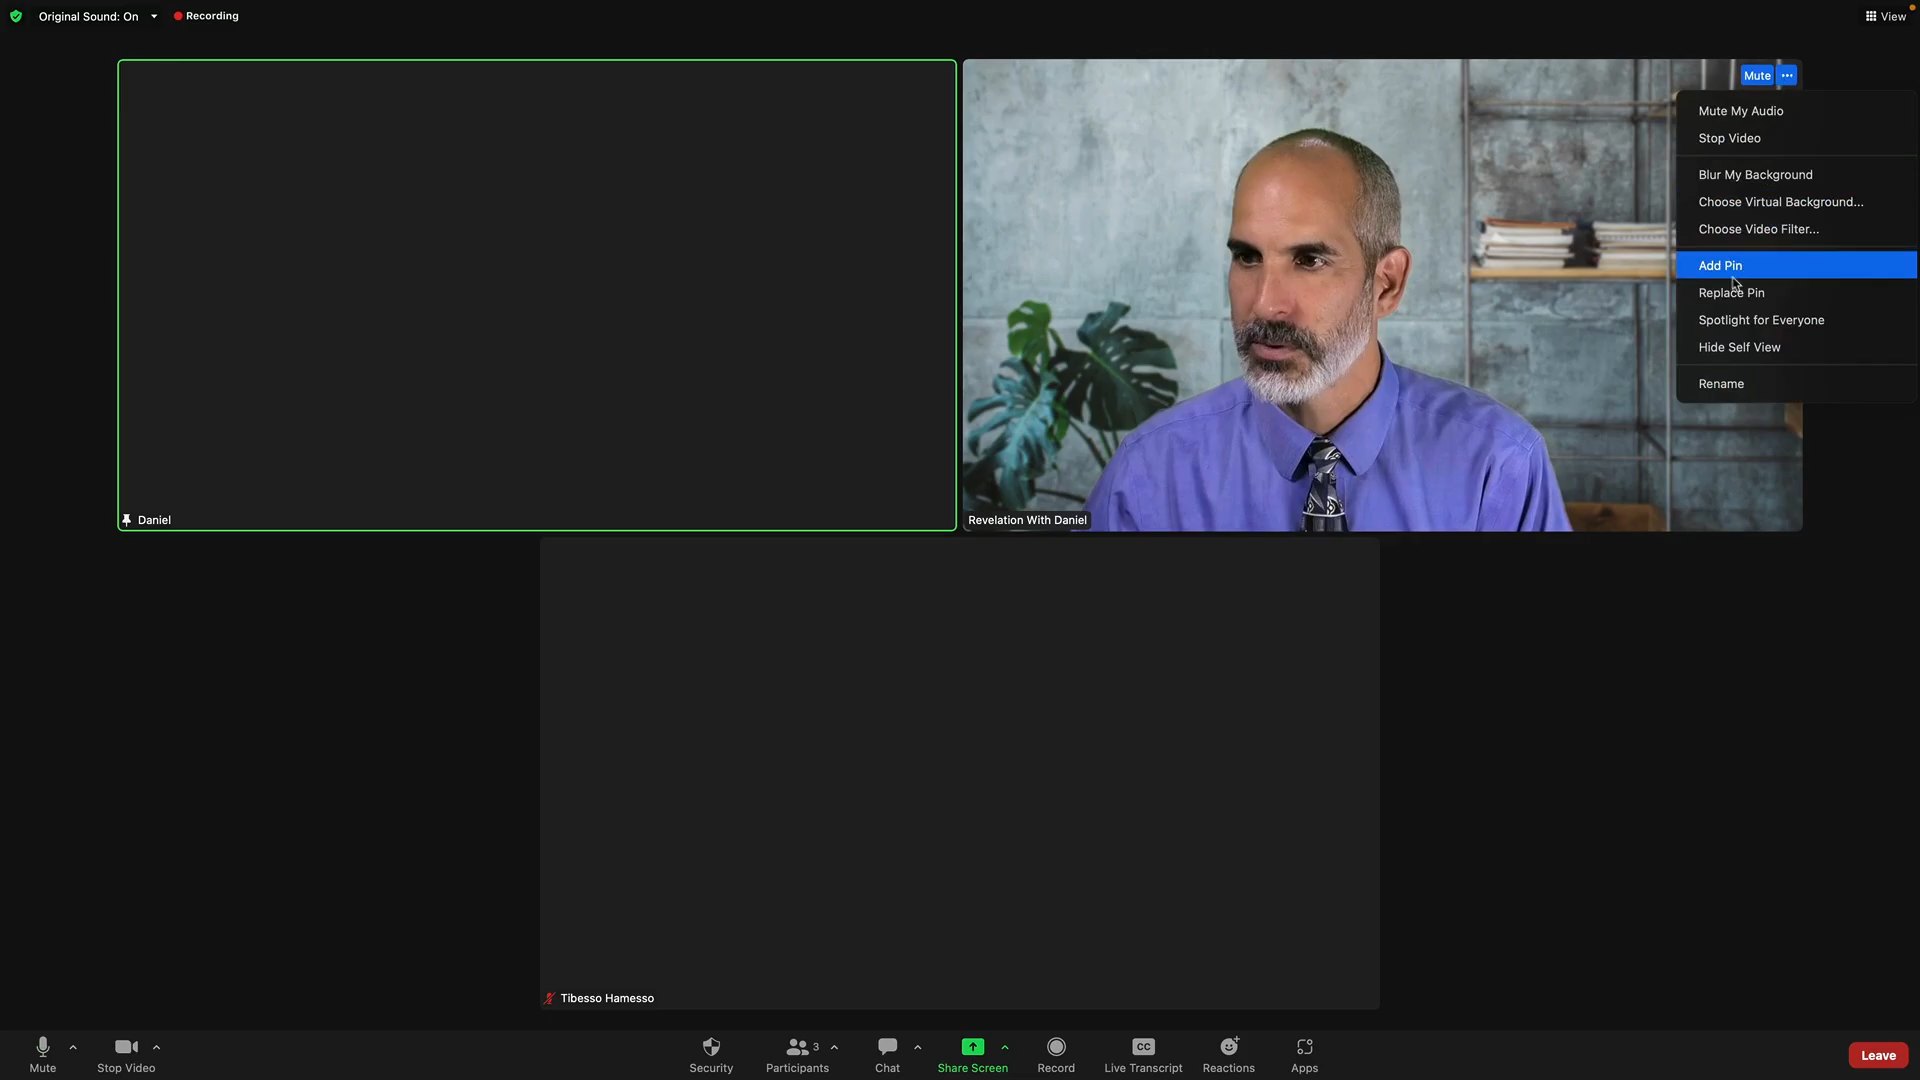 Original Sound: On
Recording
View
Mute ...
Mute My Audio
Stop Video
Blur My Background
Choose Virtual Background...
Choose Video Filter...
Add Pin
Replace Pin
Spotlight for Everyone
Hide Self View
Rename
Daniel
Revelation With Daniel
Tibesso Hamesso
Mute
Stop Video
Security
Participants 3
Chat
Share Screen
Record
CC
Live Transcript
Reactions
Apps
Leave